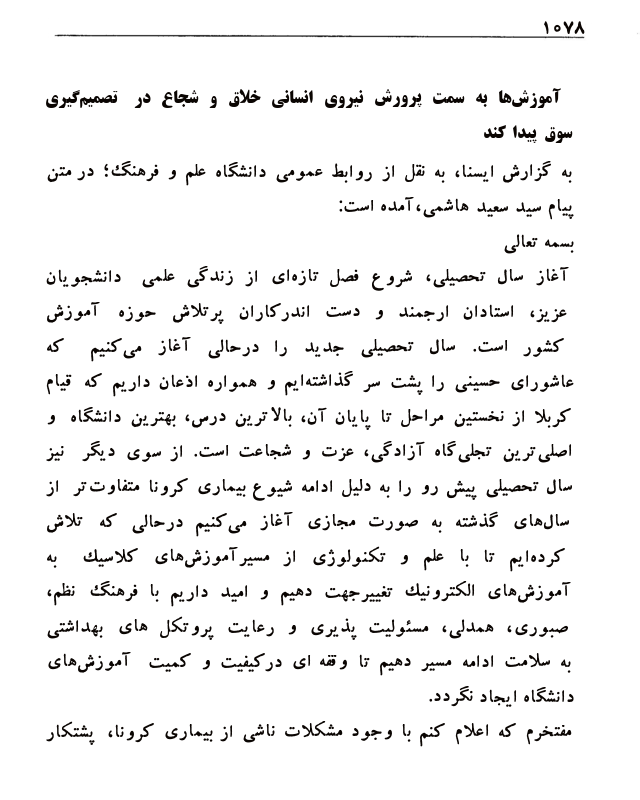 ۱۰۷۸
آموزش‌ها به سمت پرورش نیروی انسانی خلاق و شجاع در تصمیم‌گیری
سوق پیدا کند
به گزارش ایسنا، به نقل از روابط عمومی دانشگاه علم و فرهنگ؛ در متن
پیام سید سعید هاشمی، آمده است:
بسمه تعالی
آغاز سال تحصیلی، شروع فصل تازه‌ای از زندگی علمی دانشجویان
عزیز، استادان ارجمند و دست اندرکاران پرتلاش حوزه آموزش
کشور است. سال تحصیلی جدید را درحالی آغاز می‌کنیم که
عاشورای حسینی را پشت سر گذاشته‌ایم و همواره اذعان داریم که قیام
کربلا از نخستین مراحل تا پایان آن، بالاترین درس، بهترین دانشگاه و
اصلی‌ترین تجلی‌گاه آزادگی، عزت و شجاعت است. از سوی دیگر نیز
سال تحصیلی پیش رو را به دلیل ادامه شیوع بیماری کرونا متفاوت‌تر از
سال‌های گذشته به صورت مجازی آغاز می‌کنیم درحالی که تلاش
کرده‌ایم تا با علم و تکنولوژی از مسیرآموزش‌های کلاسیک به
آموزش‌های الکترونیک تغییرجهت دهیم و امید داریم با فرهنگ نظم،
صبوری، همدلی، مسئولیت پذیری و رعایت پروتکل های بهداشتی
به سلامت ادامه مسیر دهیم تا وقفه ای درکیفیت و کمیت آموزش‌های
دانشگاه ایجاد نگردد.
مفتخرم که اعلام کنم با وجود مشکلات ناشی از بیماری کرونا، پشتکار